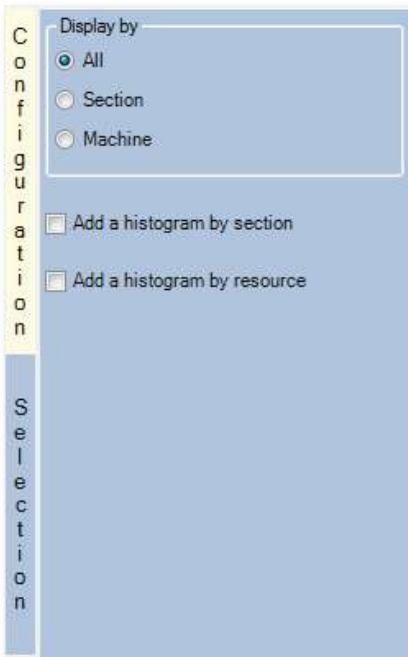 Configuration
Display by
All
Section
Machine
Add a histogram by section
Add a histogram by resource
Selection